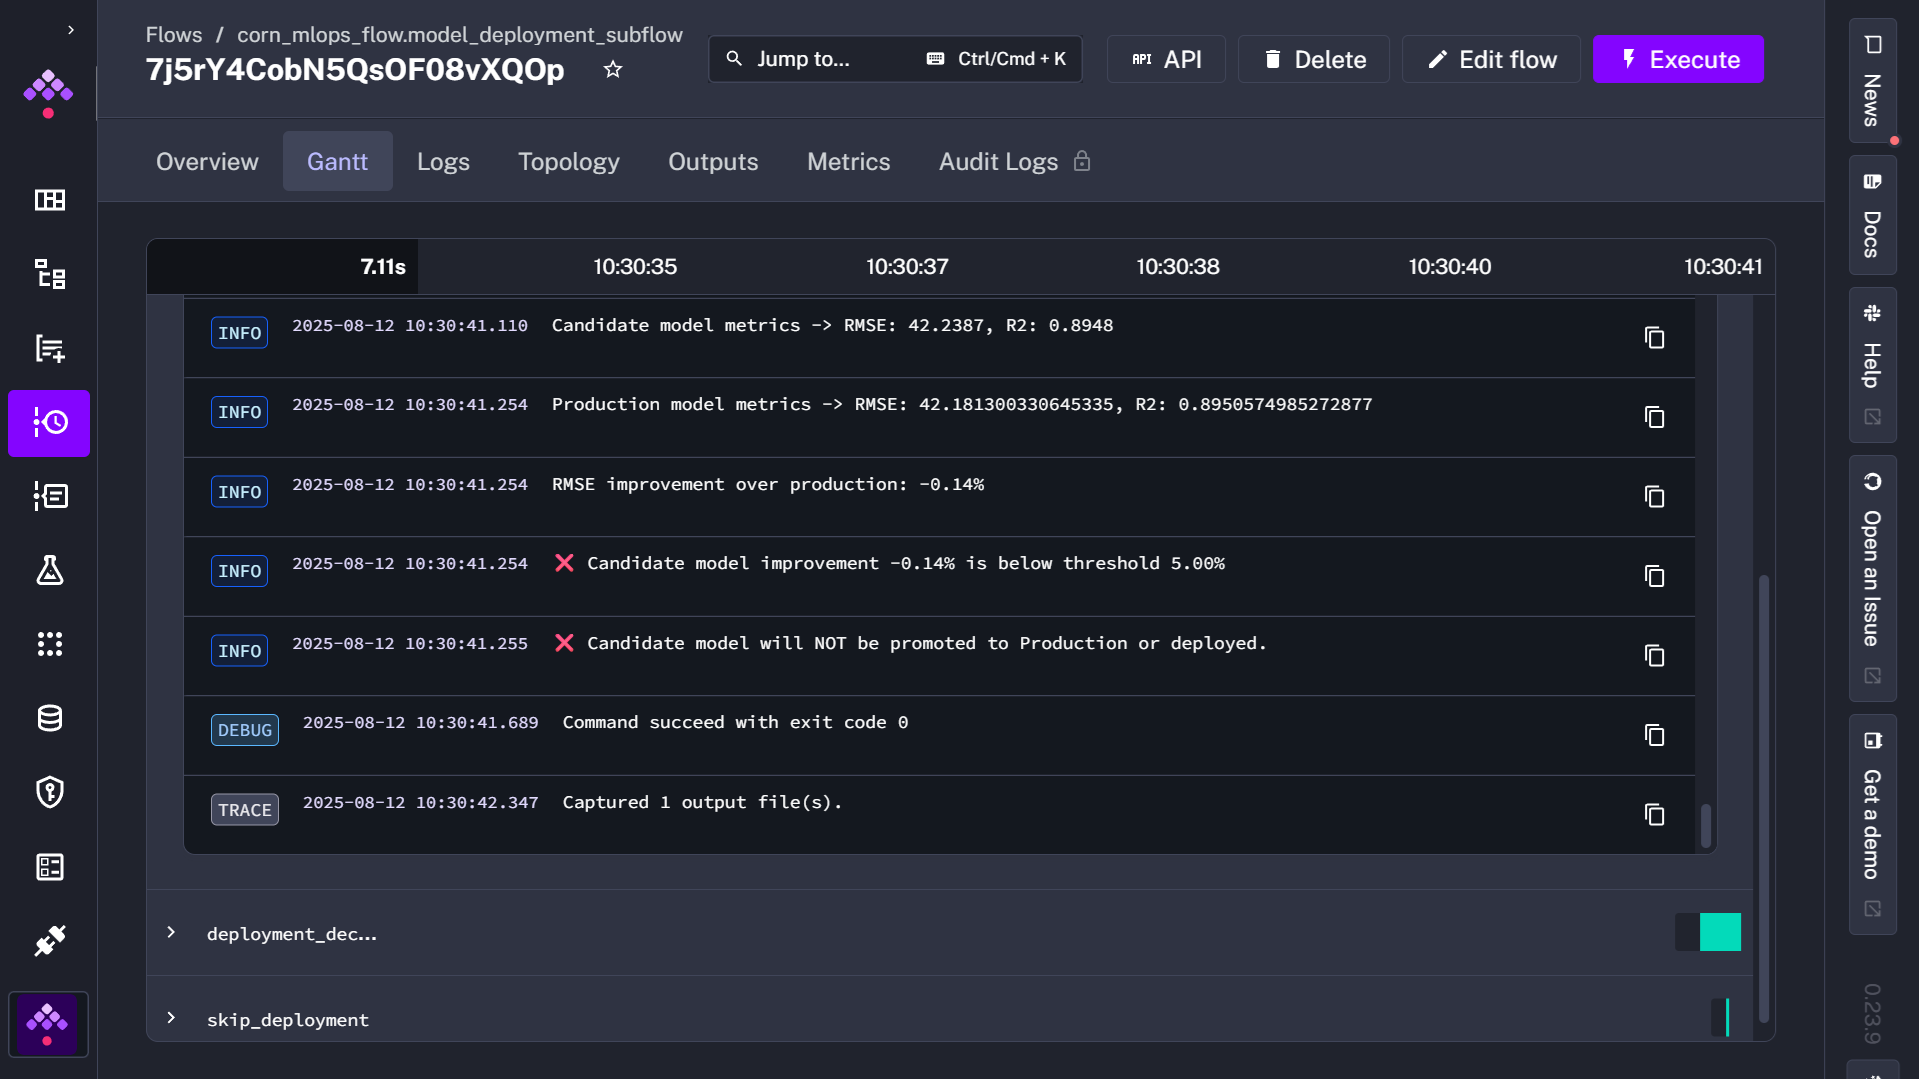 Flows / corn_mlops_flow.model_deployment_subflow
7j5rY4CobN5QsOF08vXQOp
Jump to... Ctrl/Cmd + K
API API
Delete
Edit flow
Execute
Overview Gantt Logs Topology Outputs Metrics Audit Logs
7.11s 10:30:35 10:30:37 10:30:38 10:30:40 10:30:41
INFO 2025-08-12 10:30:41.110 Candidate model metrics -> RMSE: 42.2387, R2: 0.8948
INFO 2025-08-12 10:30:41.254 Production model metrics -> RMSE: 42.181300330645335, R2: 0.8950574985272877
INFO 2025-08-12 10:30:41.254 RMSE improvement over production: -0.14%
INFO 2025-08-12 10:30:41.254 ❌ Candidate model improvement -0.14% is below threshold 5.00%
INFO 2025-08-12 10:30:41.255 ❌ Candidate model will NOT be promoted to Production or deployed.
DEBUG 2025-08-12 10:30:41.689 Command succeed with exit code 0
TRACE 2025-08-12 10:30:42.347 Captured 1 output file(s).
deployment_dec...
skip_deployment
News
Docs
Help
Open an Issue
Get a demo
0.23.9